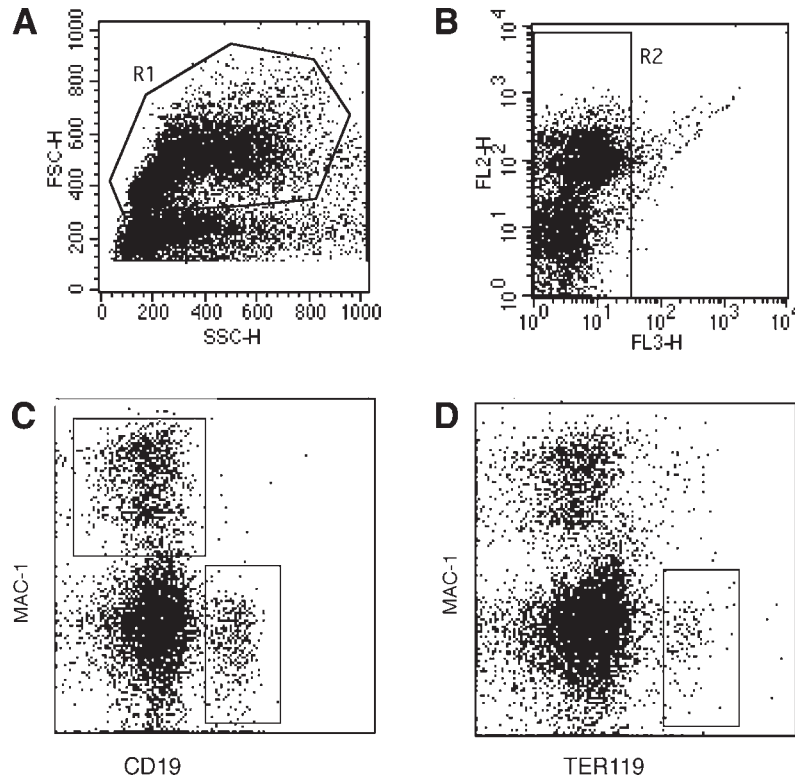 A
1000
800
600
400
200
0
FSC-H
R1
0 200 400 600 800 1000
SSC-H
B
10^4
10^3
10^2
10^1
10^0
FL2-H
R2
10^0 10^1 10^2 10^3 10^4
FL3-H
C
MAC-1
CD19
D
MAC-1
TER119